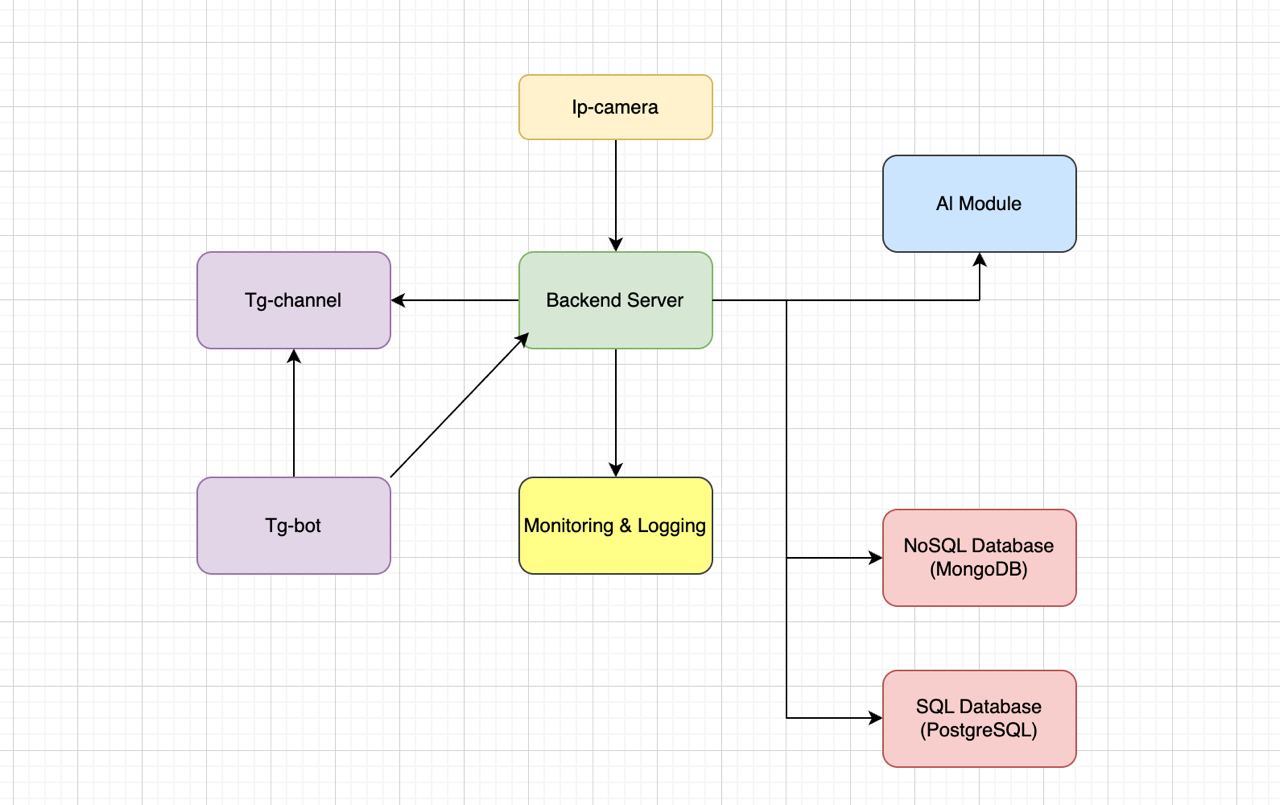 Ip-camera
AI Module
Tg-channel
Backend Server
Tg-bot
Monitoring & Logging
NoSQL Database
(MongoDB)
SQL Database
(PostgreSQL)